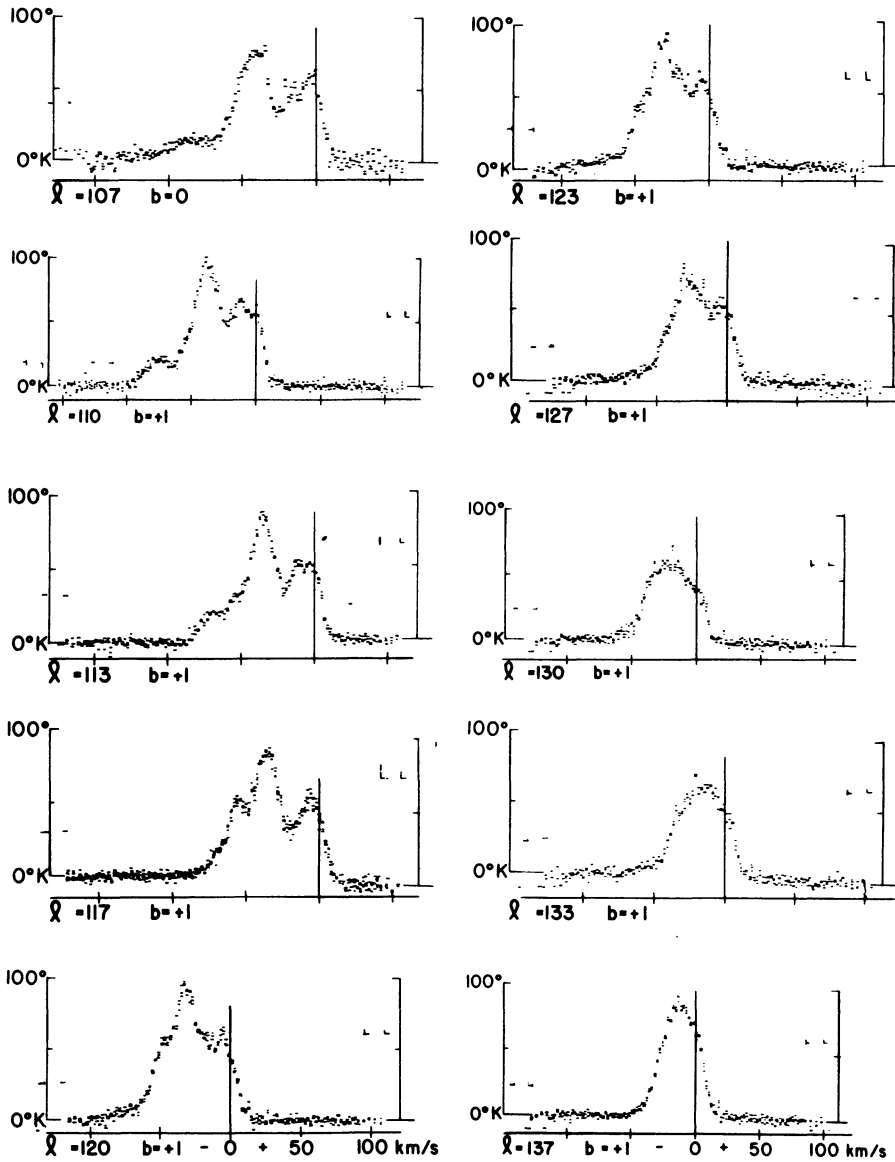 100°
0°K
ℓ =107 b=0
100°
0°K
ℓ =110 b=+1
100°
0°K
ℓ =113 b=+1
100°
0°K
ℓ =117 b=+1
100°
0°K
ℓ =120 b=+1 - 0 + 50 100 km/s
100°
0°K
ℓ =123 b=+1
100°
0°K
ℓ =127 b=+1
100°
0°K
ℓ =130 b=+1
100°
0°K
ℓ =133 b=+1
100°
0°K
ℓ=137 b=+1 - 0 + 50 100 km/s